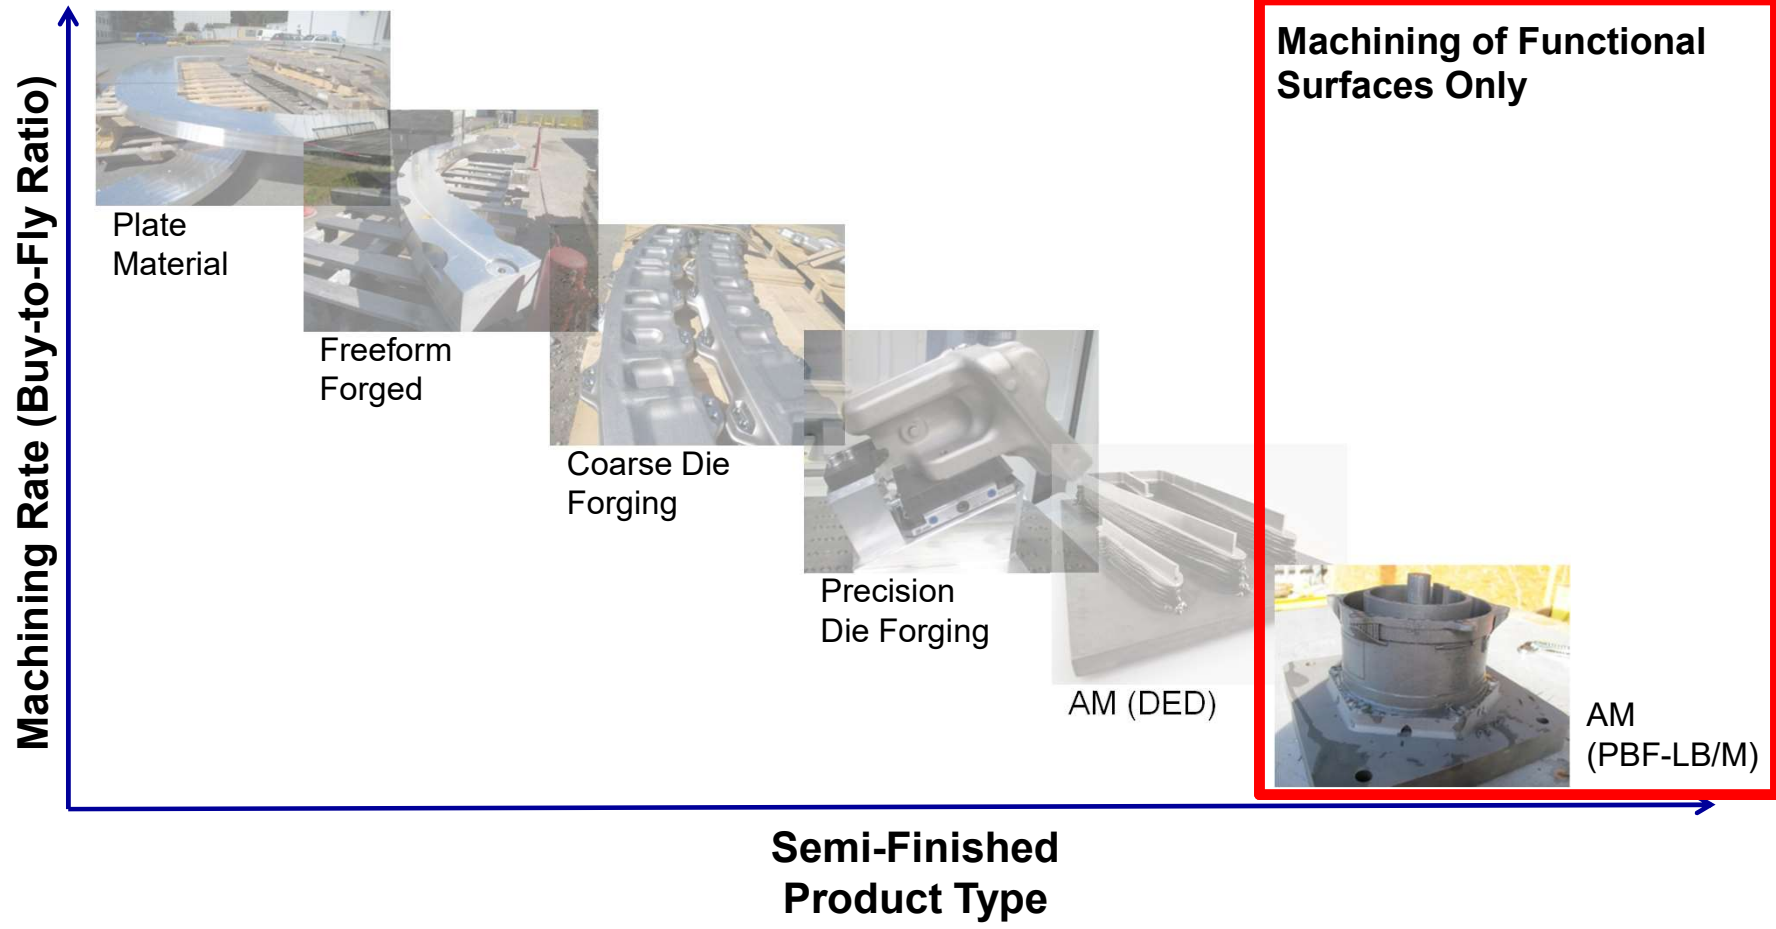 Machining of Functional
Surfaces Only
Machining Rate (Buy-to-Fly Ratio)
Plate
Material
Freeform
Forged
Coarse Die
Forging
Precision
Die Forging
AM (DED)
AM
(PBF-LB/M)
Semi-Finished
Product Type